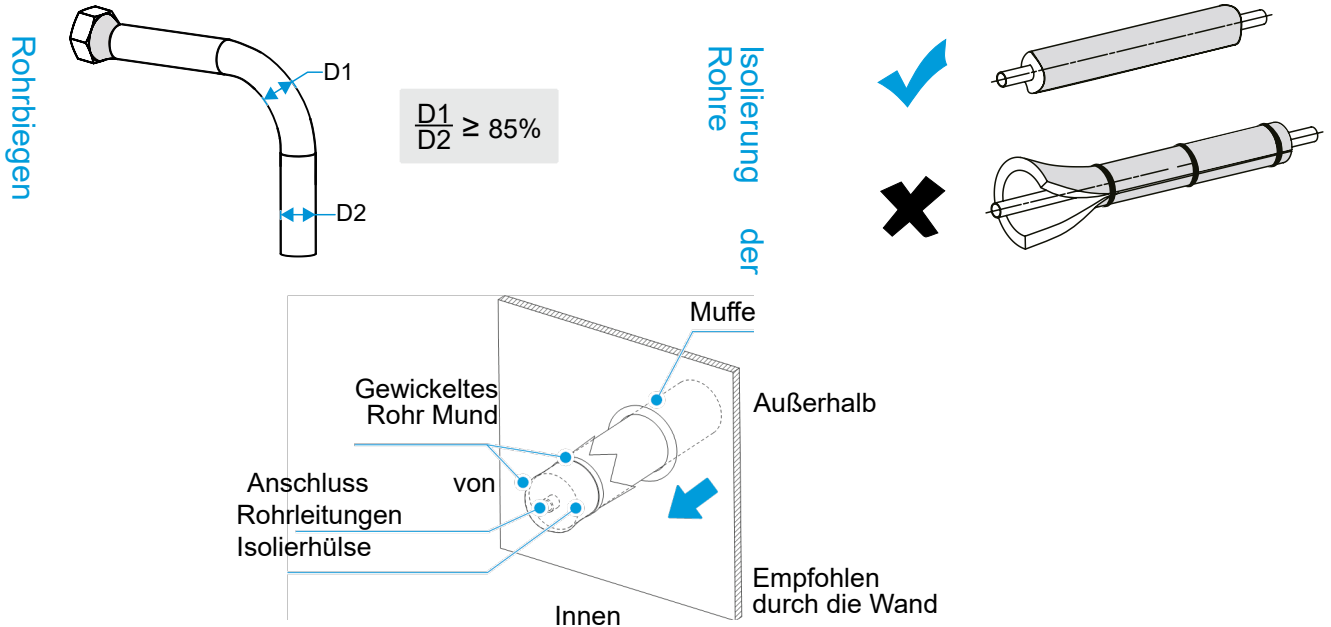 Rohrbiegen
D1
D2
D1
D2
≥ 85%
Isolierung der
Rohre
Muffe
Gewickeltes
Rohr Mund
Außerhalb
Anschluss von
Rohrleitungen
Isolierhülse
Empfohlen
durch die Wand
Innen